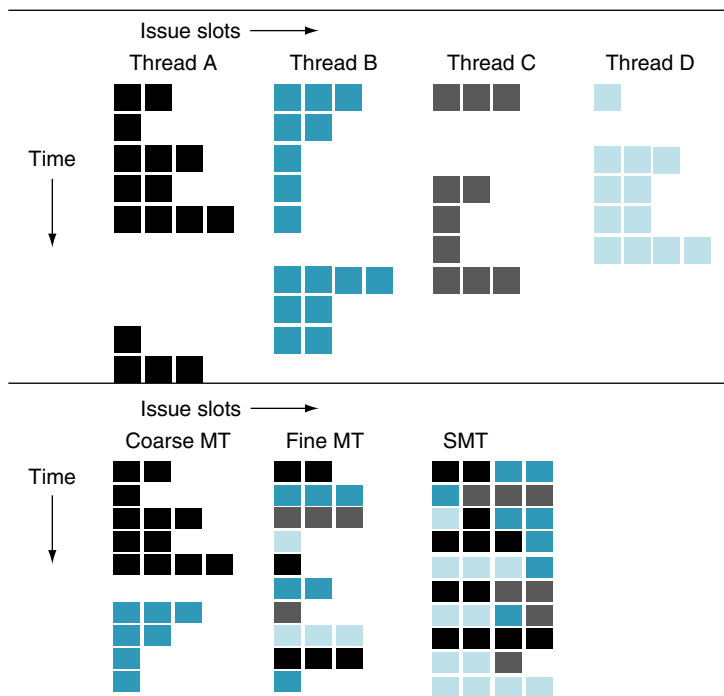 Issue slots
Thread A Thread B Thread C Thread D
Time
Issue slots
Coarse MT Fine MT SMT
Time